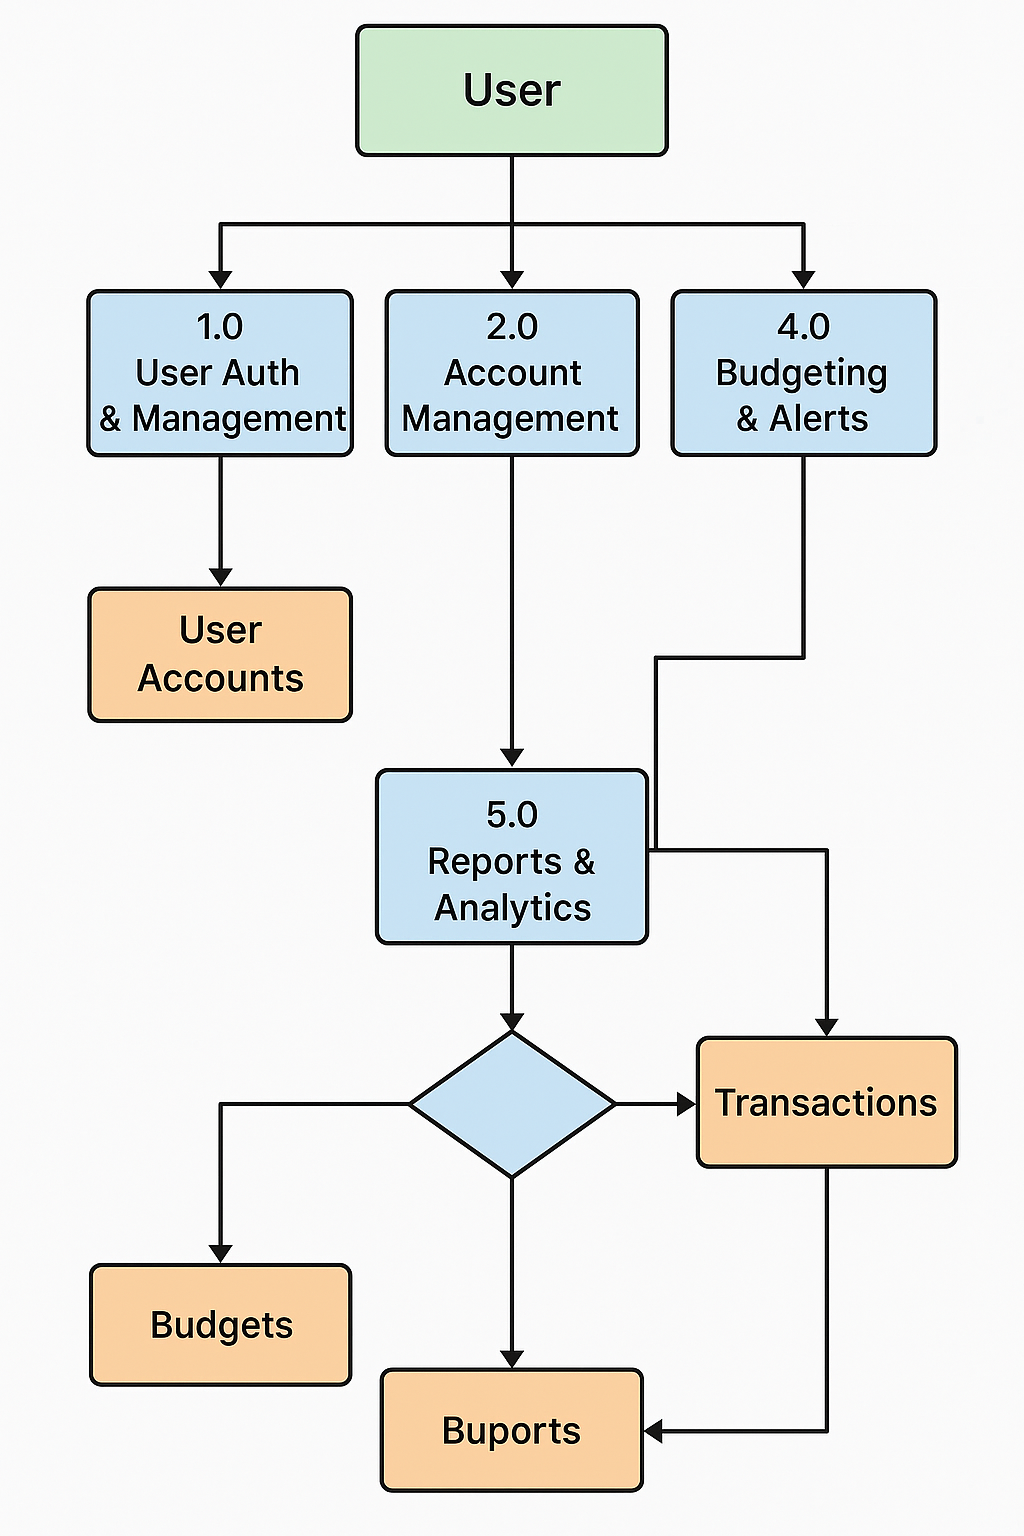 User
1.0
User Auth
& Management
2.0
Account
Management
4.0
Budgeting
& Alerts
User
Accounts
5.0
Reports &
Analytics
Transactions
Budgets
Buports